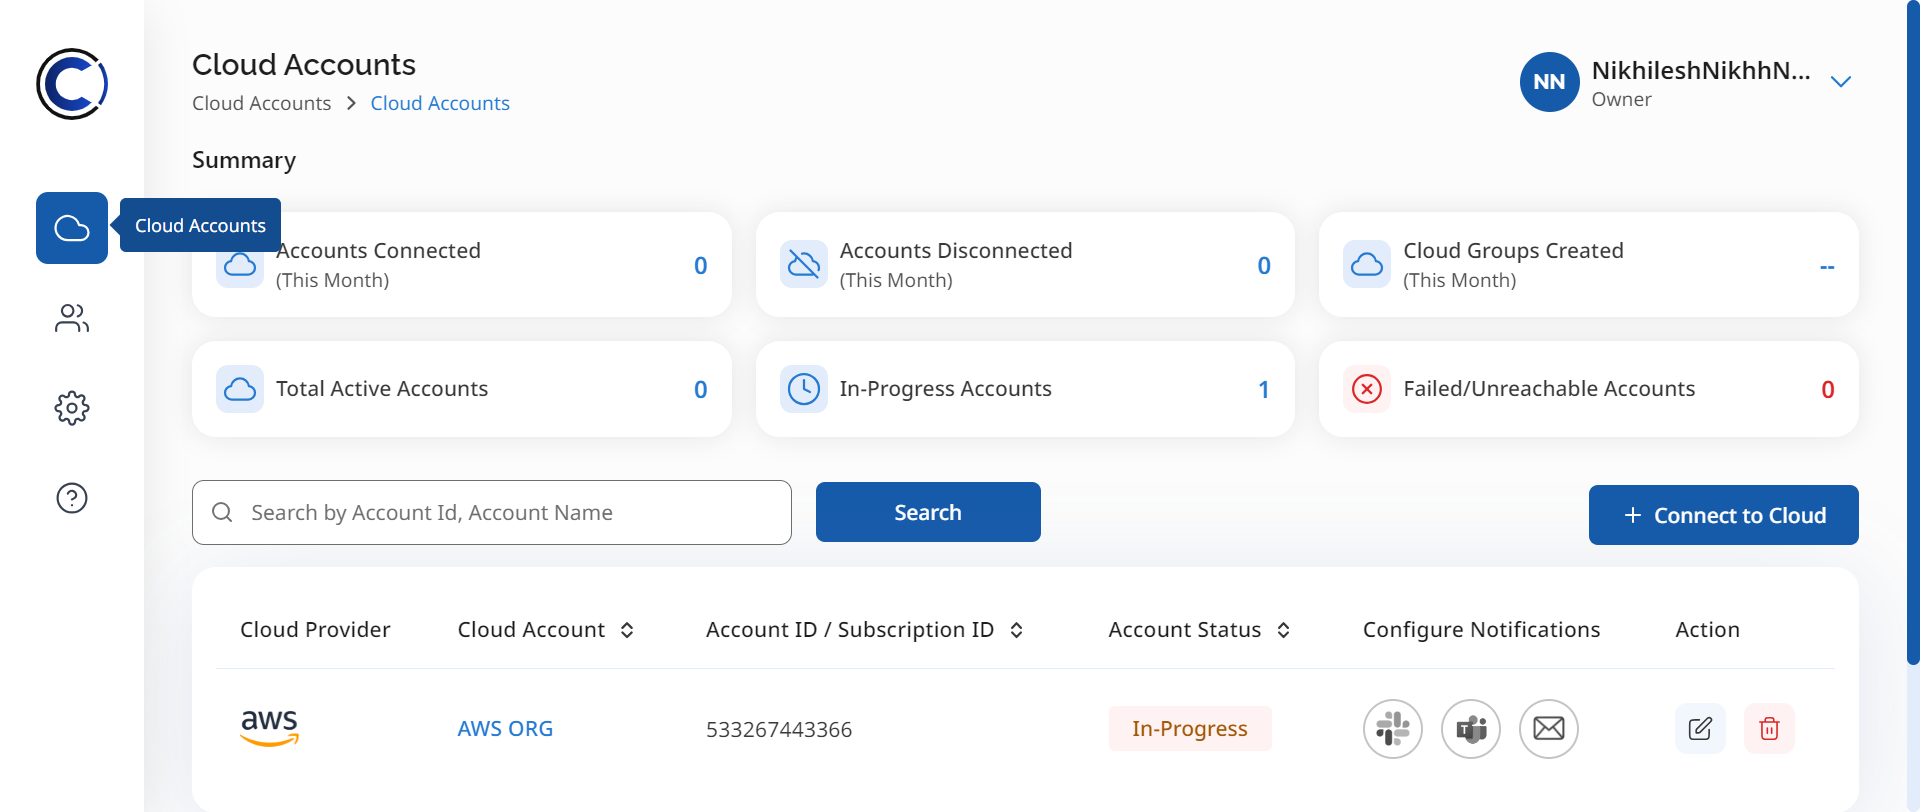 Cloud Accounts
Cloud Accounts > Cloud Accounts
NN
NikhileshNikhhN...
Owner
Summary
Cloud Accounts
Accounts Connected
(This Month)
0
Accounts Disconnected
(This Month)
0
Cloud Groups Created
(This Month)
--
Total Active Accounts
0
In-Progress Accounts
1
Failed/Unreachable Accounts
0
Search by Account Id, Account Name
Search
+ Connect to Cloud
Cloud Provider Cloud Account Account ID / Subscription ID Account Status Configure Notifications Action
aws AWS ORG 533267443366 In-Progress